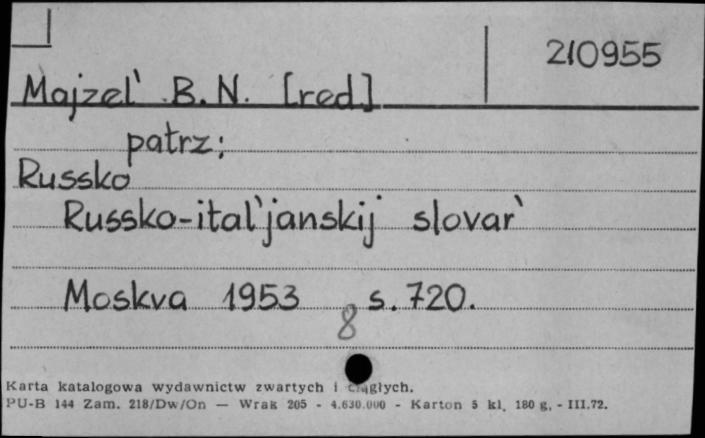 210955
Majzel' B.N. [red]
patrz:
Russko
Russko-ital'janskij slovar'
Moskva 1953 s. 720.
8
Karta katalogowa wydawnictw zwartych i ciągłych.
PU-B 144 Zam. 218/Dw/On — Wrak 205 - 4.630.000 - Karton 5 kl. 180 g. - III.72.